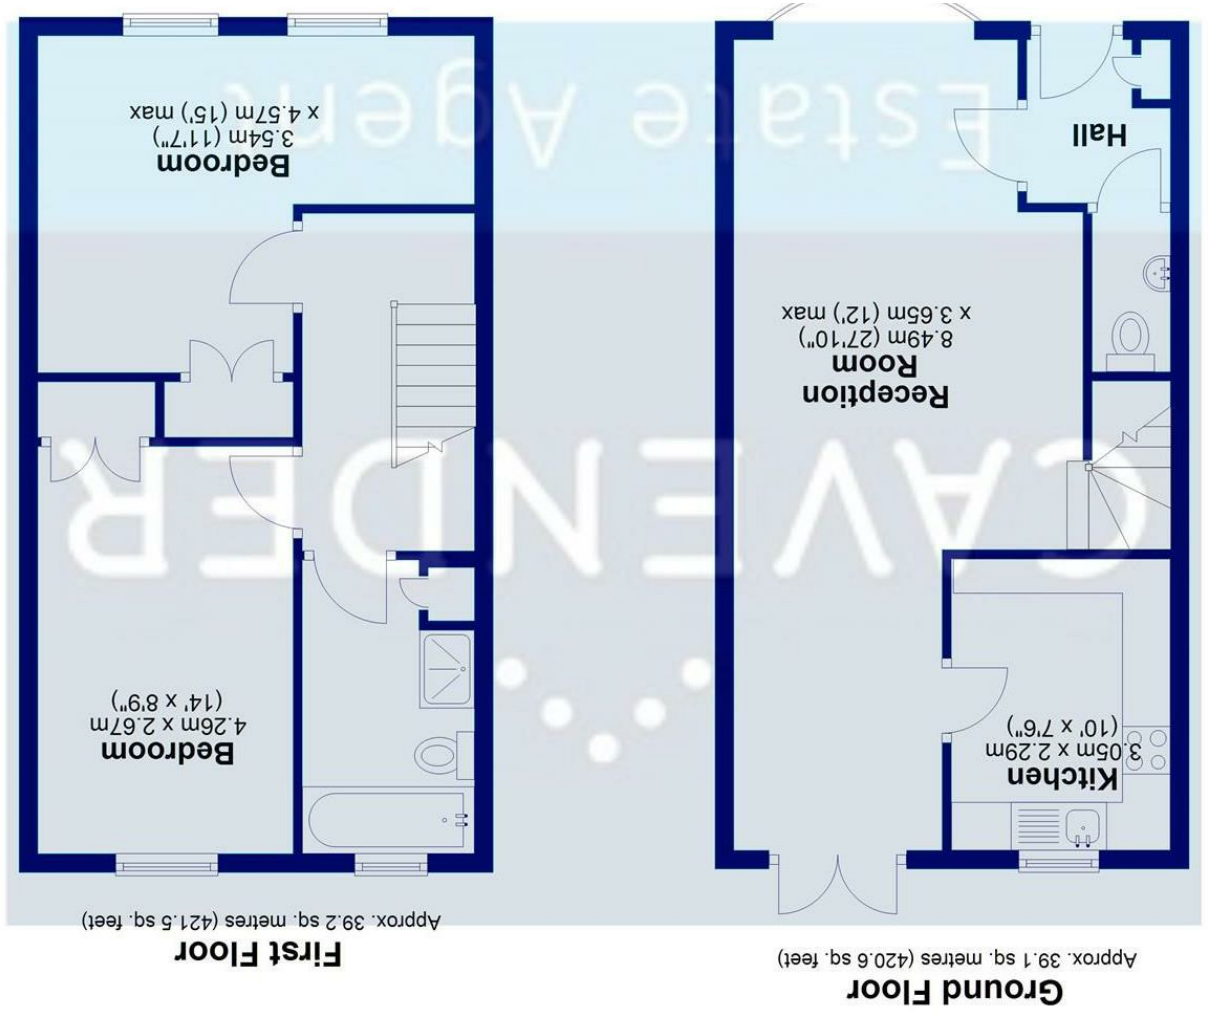 Ground Floor
Approx. 39.1 sq. metres (420.6 sq. feet)
Kitchen
3.05m x 2.29m
(10' x 7'6")
Reception
Room
8.49m (27'10")
x 3.65m (12') max
Hall
First Floor
Approx. 39.2 sq. metres (421.5 sq. feet)
Bedroom
4.26m x 2.67m
(14' x 8'9")
Bedroom
3.54m (11'7")
x 4.57m (15') max
CAVENDER
Estate Agent